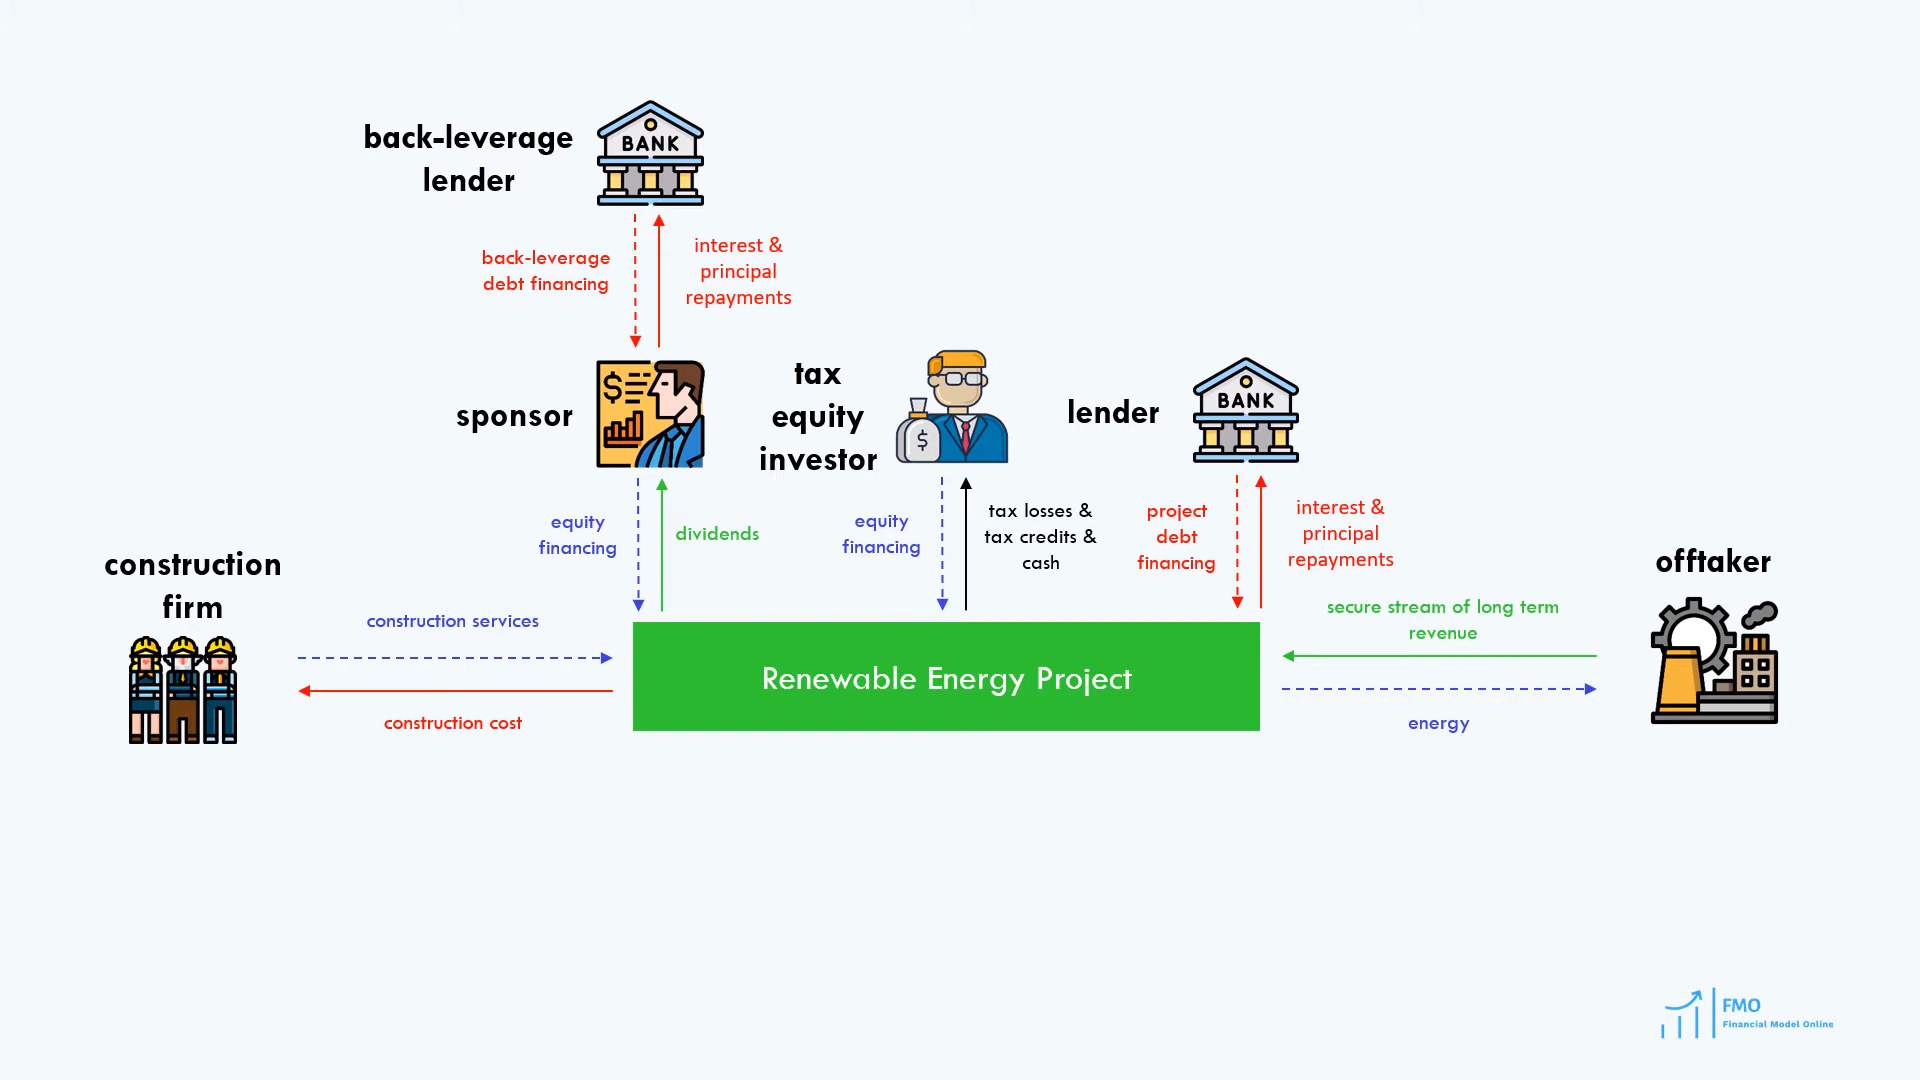 back-leverage
lender
BANK
back-leverage
debt financing
interest &
principal
repayments
sponsor
$
tax
equity
investor
$
lender
BANK
equity
financing
dividends
equity
financing
tax losses &
tax credits &
cash
project
debt
financing
interest &
principal
repayments
construction
firm
construction services
construction cost
Renewable Energy Project
offtaker
secure stream of long term
revenue
energy
FMO
Financial Model Online